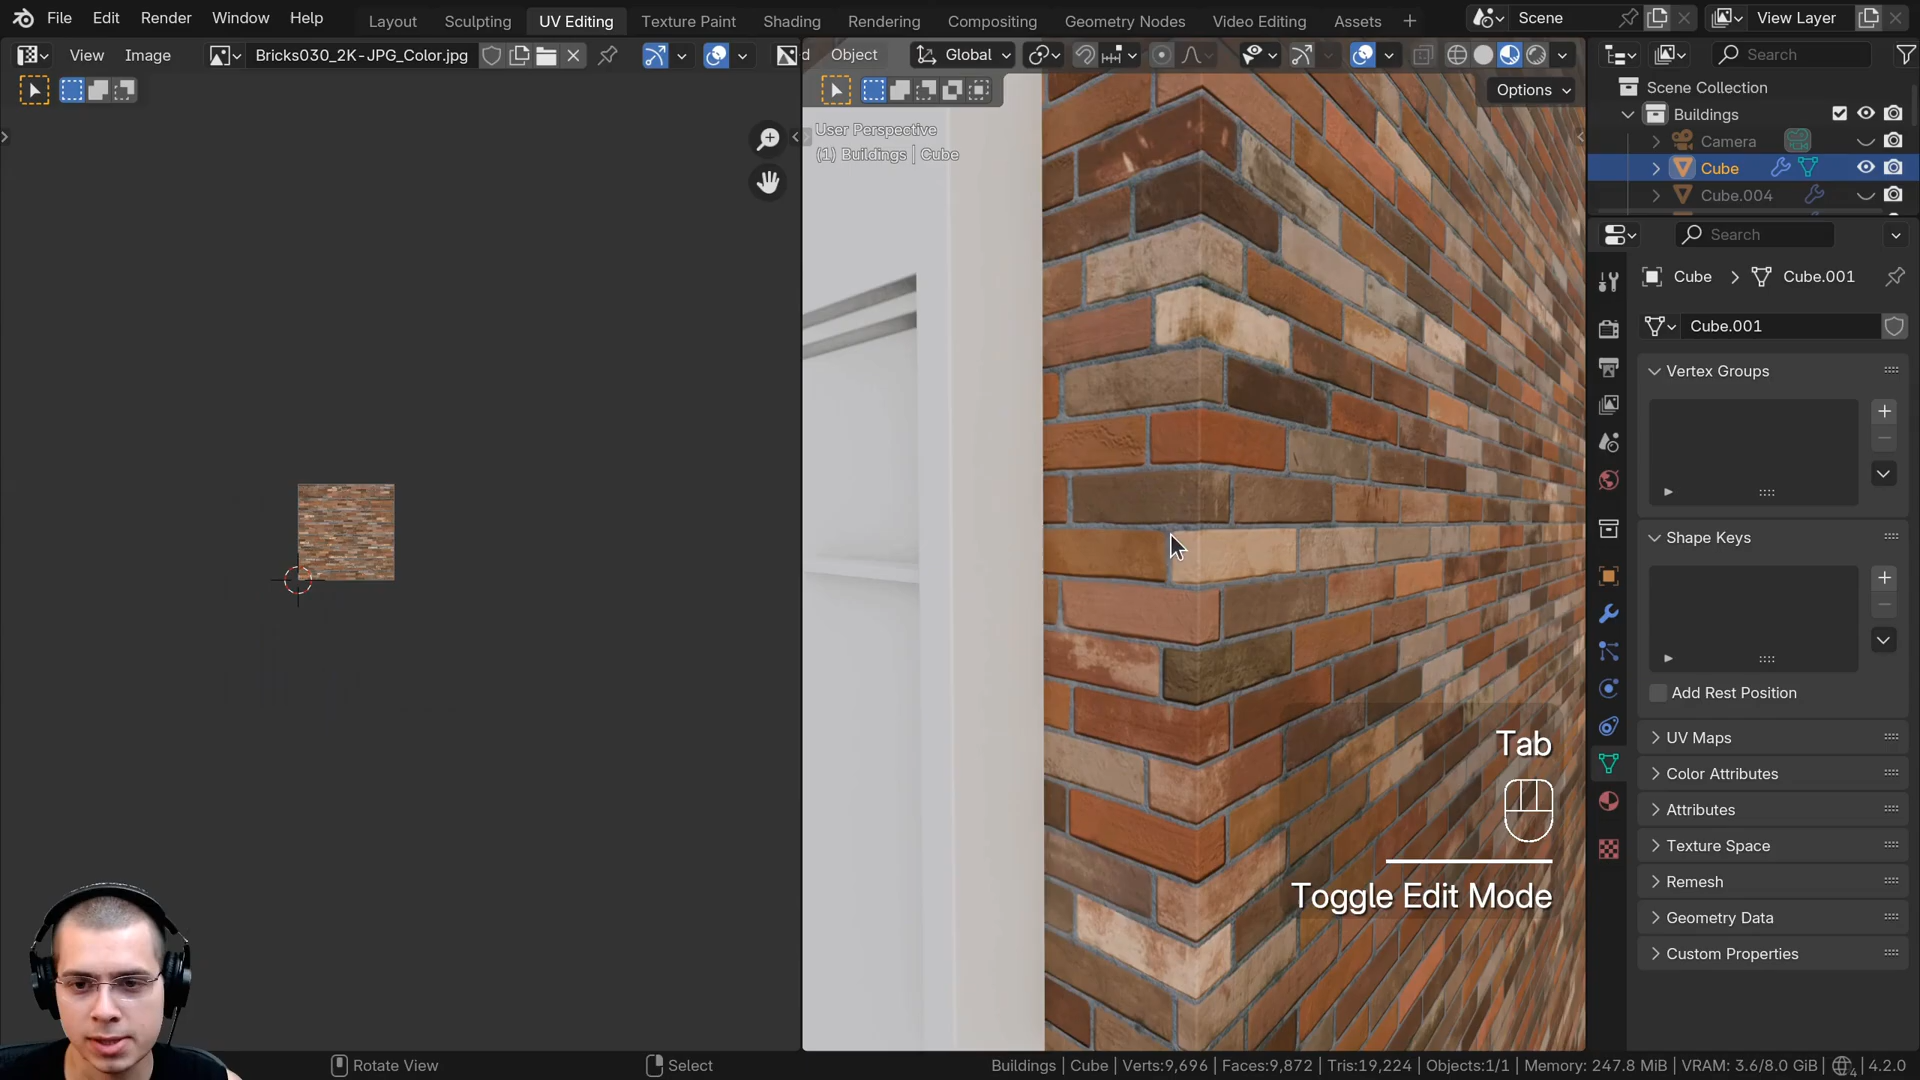 File Edit Render Window Help
Layout Sculpting UV Editing Texture Paint Shading Rendering Compositing Geometry Nodes Video Editing Assets +
Scene
View Layer
View Image
Bricks030_2K-JPG_Color.jpg
d Object
Global
Search
Options
User Perspective
(1) Buildings | Cube
Scene Collection
Buildings
Camera
Cube
Cube.004
Search
Cube > Cube.001
Cube.001
Vertex Groups
Shape Keys
Add Rest Position
UV Maps
Color Attributes
Attributes
Texture Space
Remesh
Geometry Data
Custom Properties
Tab
Toggle Edit Mode
Rotate View
Select
Buildings | Cube | Verts:9,696 | Faces:9,872 | Tris:19,224 | Objects:1/1 | Memory: 247.8 MiB | VRAM: 3.6/8.0 GiB | 4 | 4.2.0